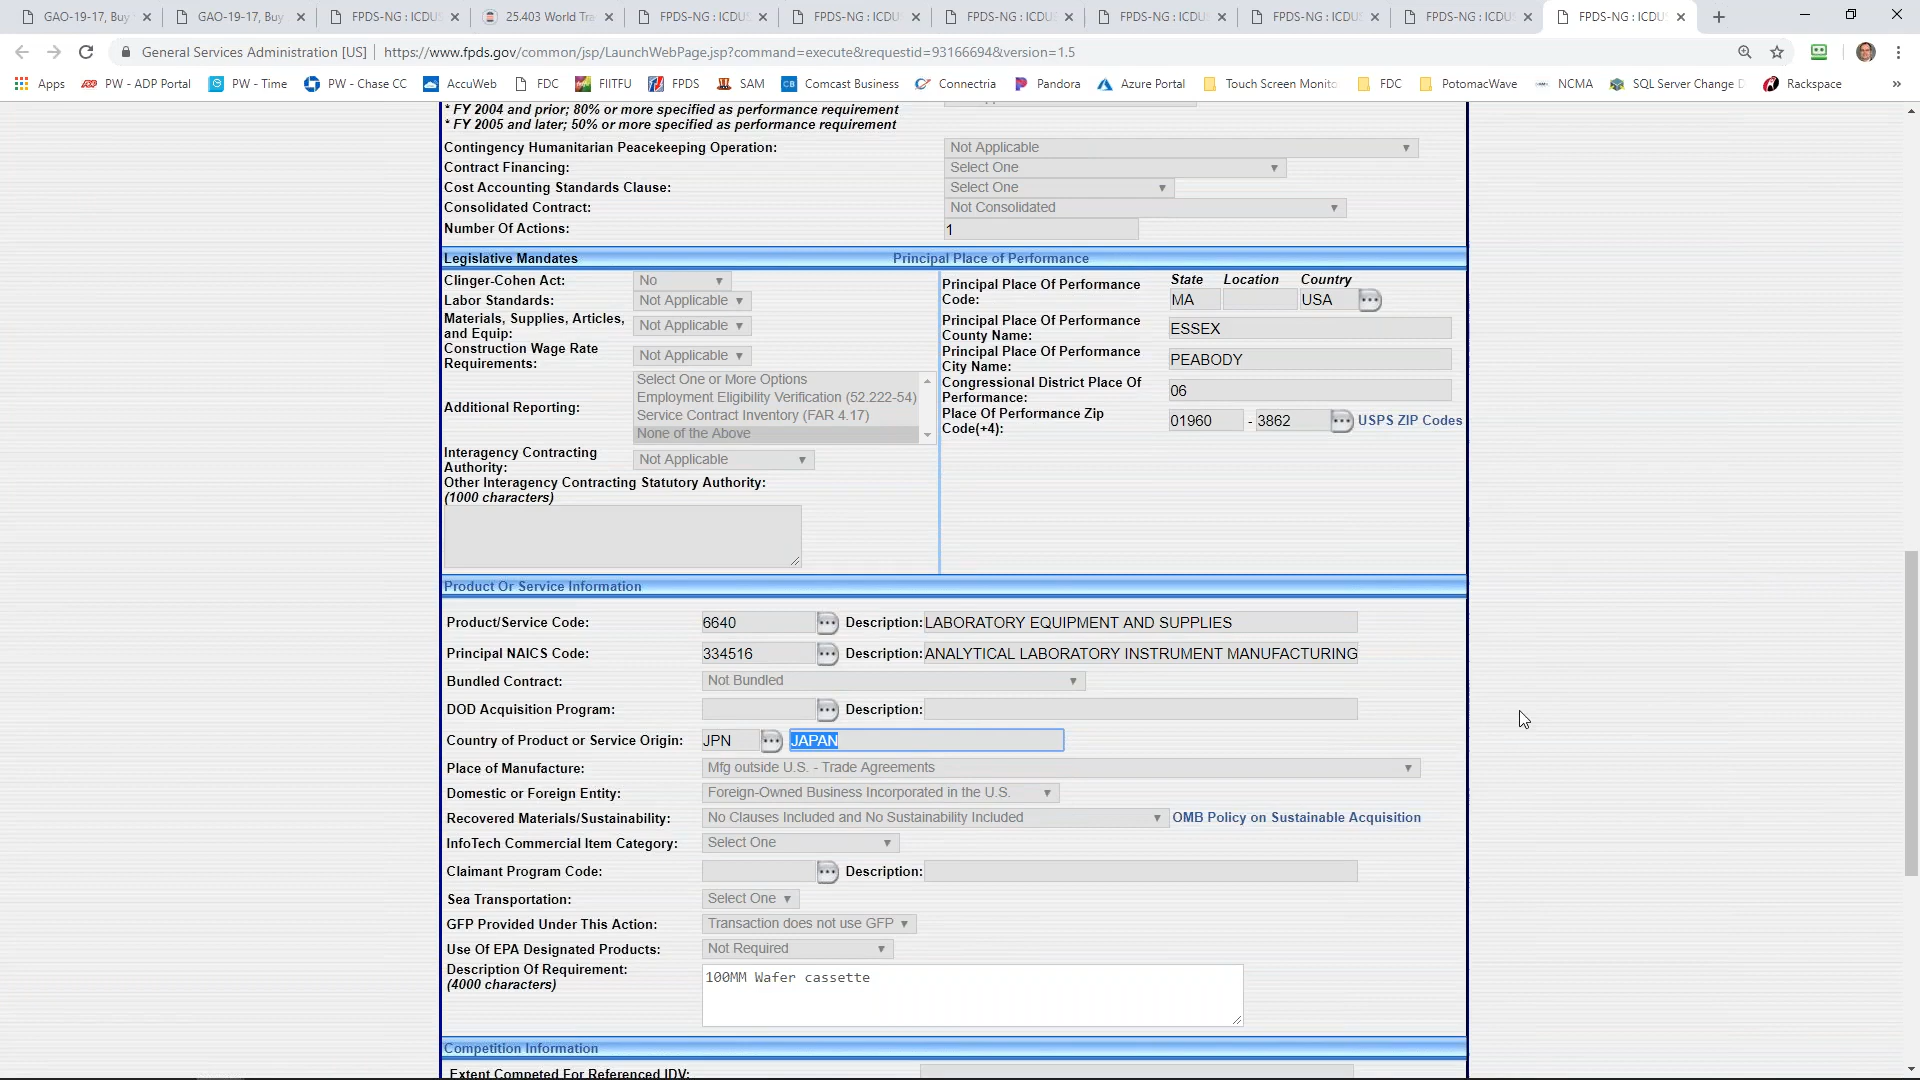 GAO-19-17, Buy
GAO-19-17, Buy
FPDS-NG : ICDUS
25.403 World Tra
FPDS-NG : ICDUS
FPDS-NG : ICDUS
FPDS-NG : ICDUS
FPDS-NG : ICDUS
FPDS-NG : ICDUS
FPDS-NG : ICDUS
FPDS-NG : ICDUS
General Services Administration [US] | https://www.fpds.gov/common/jsp/LaunchWebPage.jsp?command=execute&requestid=93166694&version=1.5
Apps PW - ADP Portal PW - Time PW - Chase CC AccuWeb FDC FIITFU FPDS SAM Comcast Business Connectria Pandora Azure Portal Touch Screen Monito FDC PotomacWave NCMA SQL Server Change D Rackspace »
* FY 2004 and prior; 80% or more specified as performance requirement
* FY 2005 and later; 50% or more specified as performance requirement
Contingency Humanitarian Peacekeeping Operation: Not Applicable
Contract Financing: Select One
Cost Accounting Standards Clause: Select One
Consolidated Contract: Not Consolidated
Number Of Actions: 1
Legislative Mandates
Clinger-Cohen Act: No
Labor Standards: Not Applicable
Materials, Supplies, Articles,
and Equip: Not Applicable
Construction Wage Rate
Requirements: Not Applicable
Additional Reporting:
Select One or More Options
Employment Eligibility Verification (52.222-54)
Service Contract Inventory (FAR 4.17)
None of the Above
Interagency Contracting
Authority: Not Applicable
Other Interagency Contracting Statutory Authority:
(1000 characters)
Principal Place of Performance
State Location Country
Principal Place Of Performance
Code: MA USA
Principal Place Of Performance
County Name: ESSEX
Principal Place Of Performance
City Name: PEABODY
Congressional District Place Of
Performance: 06
Place Of Performance Zip
Code(+4): 01960 - 3862 USPS ZIP Codes
Product Or Service Information
Product/Service Code: 6640 Description: LABORATORY EQUIPMENT AND SUPPLIES
Principal NAICS Code: 334516 Description: ANALYTICAL LABORATORY INSTRUMENT MANUFACTURING
Bundled Contract: Not Bundled
DOD Acquisition Program: Description:
Country of Product or Service Origin: JPN JAPAN
Place of Manufacture: Mfg outside U.S. - Trade Agreements
Domestic or Foreign Entity: Foreign-Owned Business Incorporated in the U.S.
Recovered Materials/Sustainability: No Clauses Included and No Sustainability Included OMB Policy on Sustainable Acquisition
InfoTech Commercial Item Category: Select One
Claimant Program Code: Description:
Sea Transportation: Select One
GFP Provided Under This Action: Transaction does not use GFP
Use Of EPA Designated Products: Not Required
Description Of Requirement:
(4000 characters)
100MM Wafer cassette
Competition Information
Extent Competed For Referenced IDV: